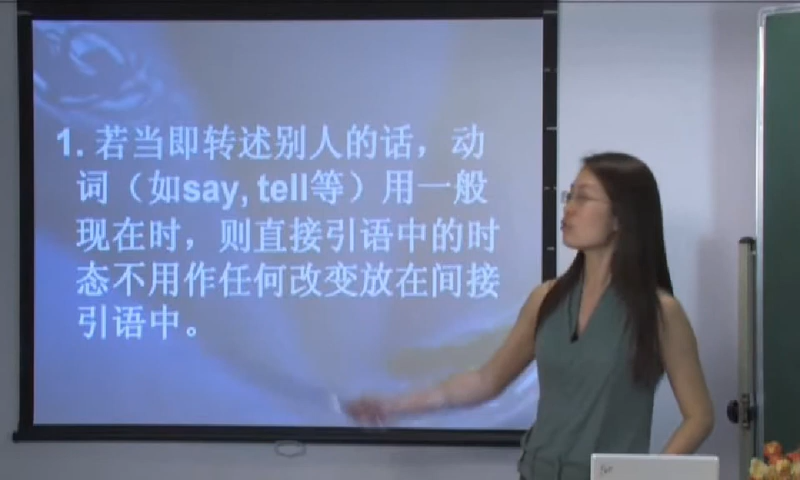 1. 若当即转述别人的话，动
词（如say, tell等）用一般
现在时，则直接引语中的时
态不用作任何改变放在间接
引语中。